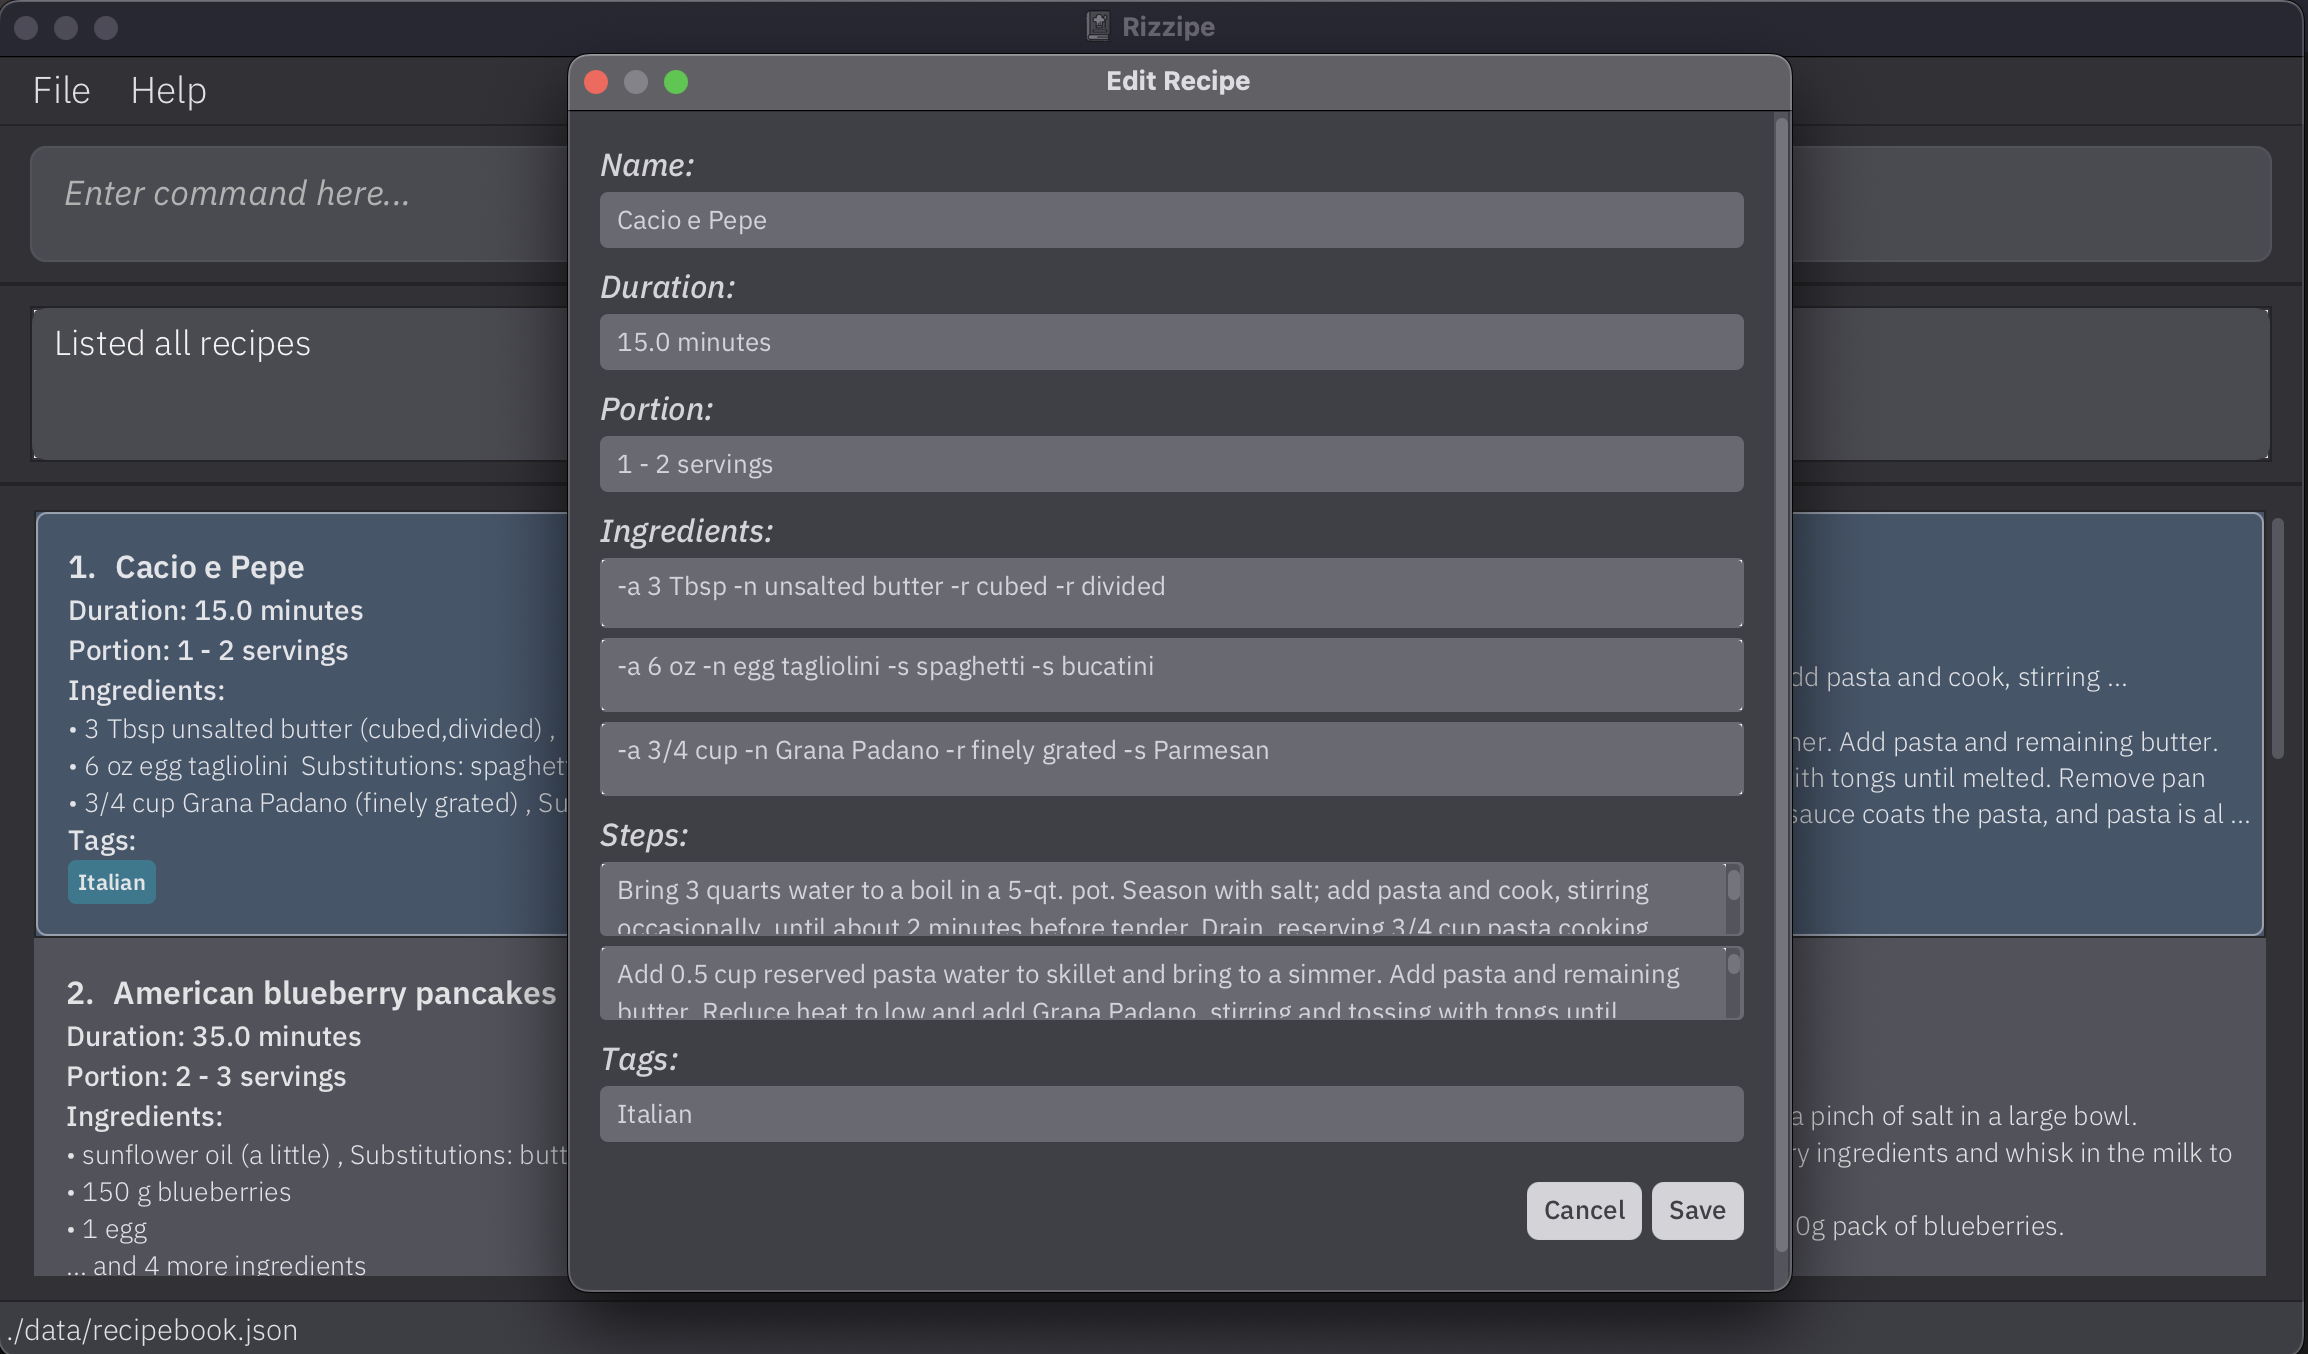 Rizzipe
File Help
Enter command here...
Listed all recipes
1. Cacio e Pepe
Duration: 15.0 minutes
Portion: 1 - 2 servings
Ingredients:
• 3 Tbsp unsalted butter (cubed,divided) ,
• 6 oz egg tagliolini  Substitutions: spaghet
• 3/4 cup Grana Padano (finely grated) , Su
Tags:
Italian
dd pasta and cook, stirring ...
ner. Add pasta and remaining butter.
ith tongs until melted. Remove pan
sauce coats the pasta, and pasta is al ...
2. American blueberry pancakes
Duration: 35.0 minutes
Portion: 2 - 3 servings
Ingredients:
• sunflower oil (a little) , Substitutions: butt
• 150 g blueberries
• 1 egg
... and 4 more ingredients
a pinch of salt in a large bowl.
ry ingredients and whisk in the milk to
0g pack of blueberries.
./data/recipebook.json
Edit Recipe
Name:
Cacio e Pepe
Duration:
15.0 minutes
Portion:
1 - 2 servings
Ingredients:
-a 3 Tbsp -n unsalted butter -r cubed -r divided
-a 6 oz -n egg tagliolini -s spaghetti -s bucatini
-a 3/4 cup -n Grana Padano -r finely grated -s Parmesan
Steps:
Bring 3 quarts water to a boil in a 5-qt. pot. Season with salt; add pasta and cook, stirring
occasionally, until about 2 minutes before tender. Drain, reserving 3/4 cup pasta cooking
Add 0.5 cup reserved pasta water to skillet and bring to a simmer. Add pasta and remaining
butter. Reduce heat to low and add Grana Padano, stirring and tossing with tongs until
Tags:
Italian
Cancel Save